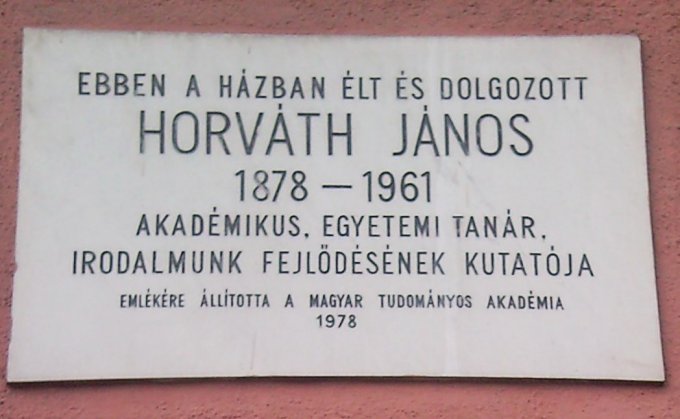 EBBEN A HÁZBAN ÉLT ÉS DOLGOZOTT
HORVÁTH JÁNOS
1878 – 1961
AKADÉMIKUS, EGYETEMI TANÁR,
IRODALMUNK FEJLŐDÉSÉNEK KUTATÓJA
EMLÉKÉRE ÁLLÍTOTTA A MAGYAR TUDOMÁNYOS AKADÉMIA
1978